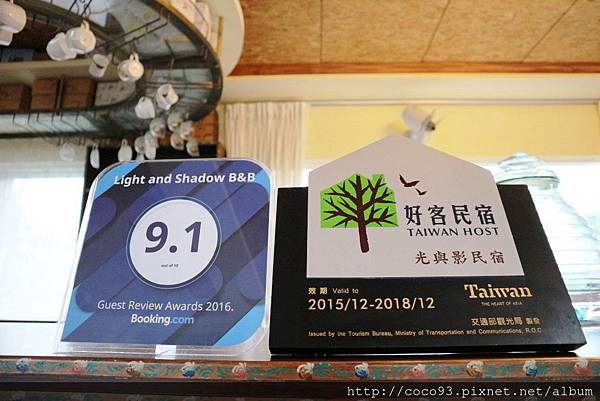 Light and Shadow B&B
9.1
out of 10
Guest Review Awards 2016.
Booking.com
好客民宿
TAIWAN HOST
光與影民宿
效期 Valid to
2015/12-2018/12
Taiwan
THE HEART OF ASIA
交通部觀光局 製發
Issued by the Tourism Bureau, Ministry of Transportation and Communications, R.O.C
http://coco93.pixnet.net/album